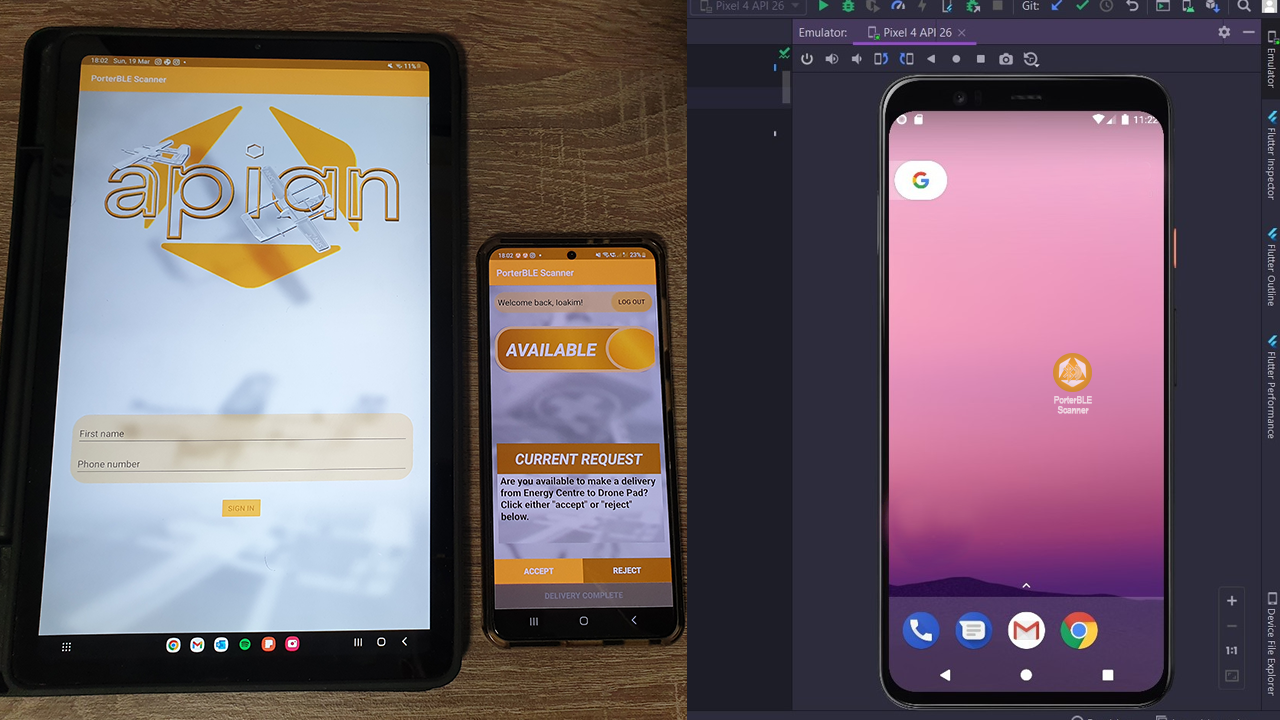 18:02 Sun, 19 Mar
11%
PorterBLE Scanner
apian
First name
Phone number
SIGN IN
18:02
23%
PorterBLE Scanner
Welcome back, Ioakim!
LOG OUT
AVAILABLE
CURRENT REQUEST
Are you available to make a delivery
from Energy Centre to Drone Pad?
Click either "accept" or "reject"
below.
ACCEPT
REJECT
DELIVERY COMPLETE
Pixel 4 API 26
Git:
Emulator:
Pixel 4 API 26
11:22
G
PorterBLE
Scanner
1:1
Emulator
Flutter Inspector
Flutter Outline
Flutter Performance
Device File Explorer